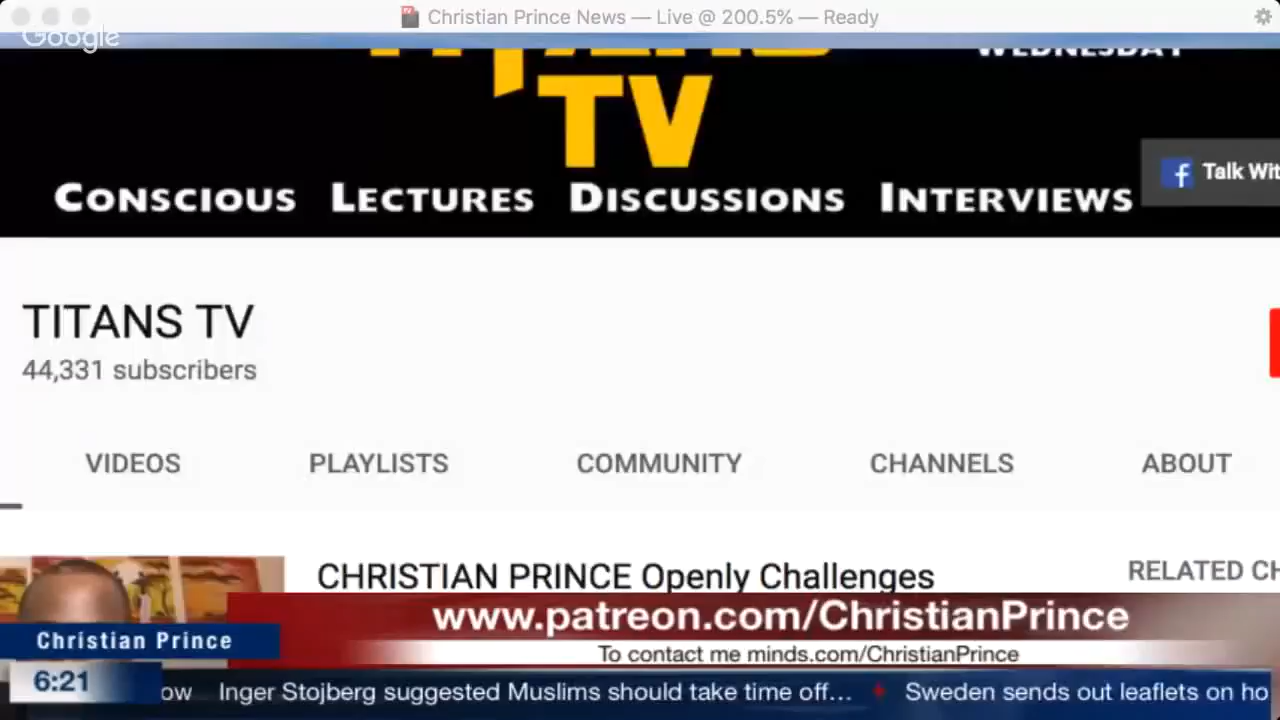 Christian Prince News — Live @ 200.5% — Ready
Google
WEDNESDAY
TITANS
TV
CONSCIOUS LECTURES DISCUSSIONS INTERVIEWS
Talk Wit
TITANS TV
44,331 subscribers
VIDEOS PLAYLISTS COMMUNITY CHANNELS ABOUT
CHRISTIAN PRINCE Openly Challenges
RELATED CH
www.patreon.com/ChristianPrince
Christian Prince
To contact me minds.com/ChristianPrince
6:21
ow Inger Stojberg suggested Muslims should take time off... Sweden sends out leaflets on ho